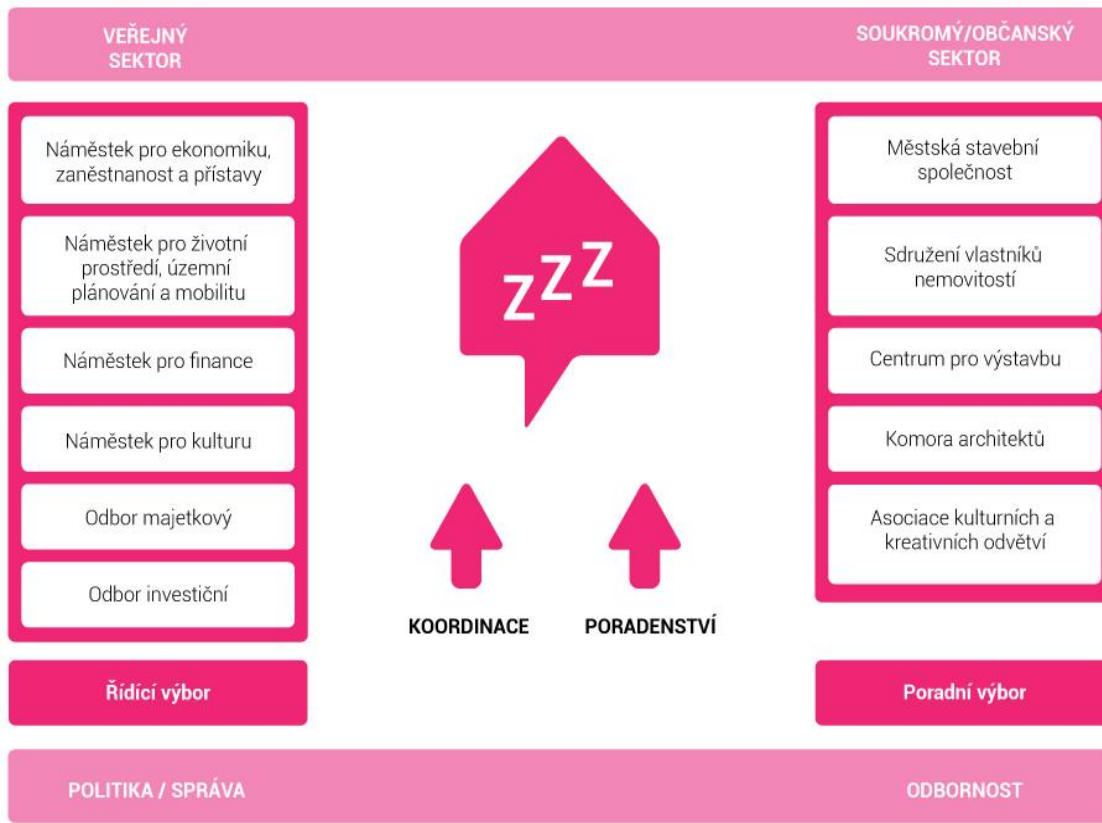 VEŘEJNÝ
SEKTOR
SOUKROMÝ/OBČANSKÝ
SEKTOR
Náměstek pro ekonomiku,
zaněstnanost a přístavy
Náměstek pro životní
prostředí, územní
plánování a mobilitu
Náměstek pro finance
Náměstek pro kulturu
Odbor majetkový
Odbor investiční
Řídící výbor
zzz
KOORDINACE
PORADENSTVÍ
Městská stavební
společnost
Sdružení vlastníků
nemovitostí
Centrum pro výstavbu
Komora architektů
Asociace kulturních a
kreativních odvětví
Poradní výbor
POLITIKA / SPRÁVA
ODBORNOST